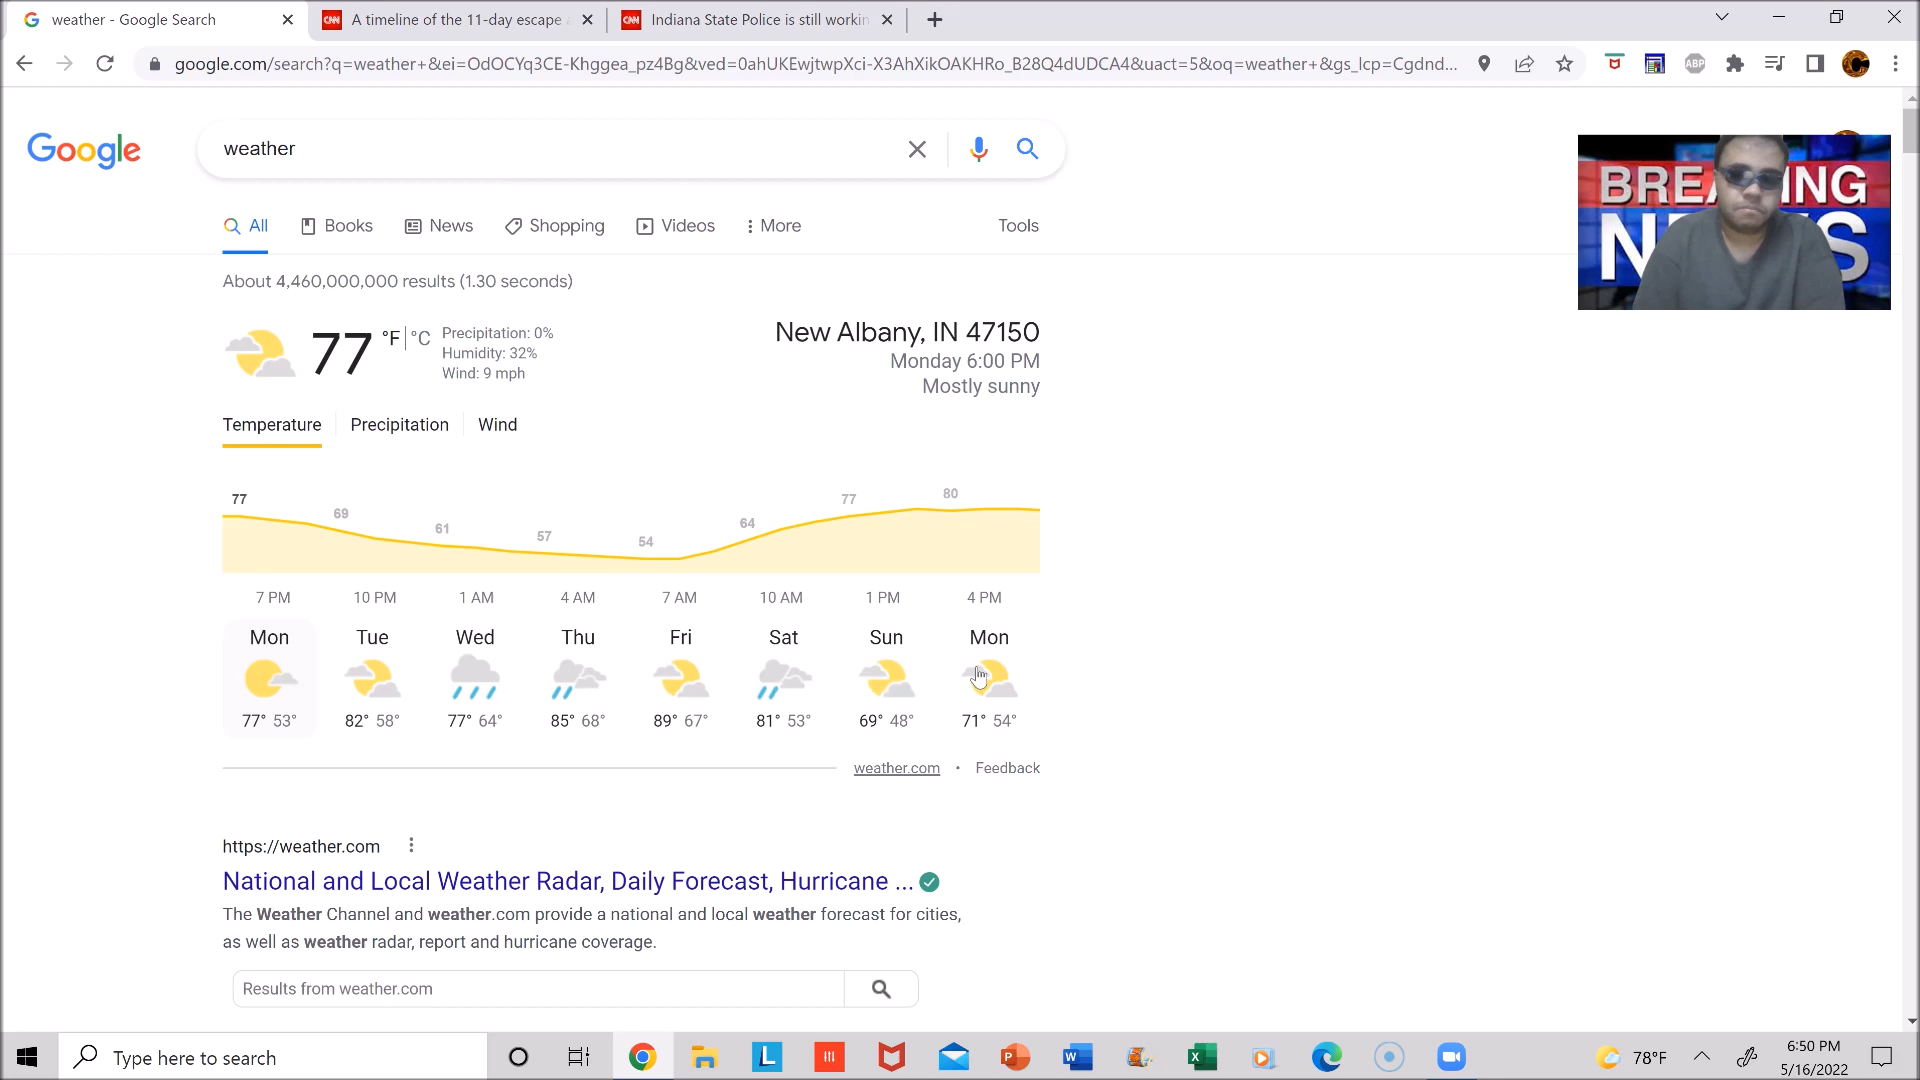 weather - Google Search
A timeline of the 11-day escape
Indiana State Police is still workin
google.com/search?q=weather+&ei=OdOCYq3CE-Khggea_pz4Bg&ved=0ahUKEwjtwpXci-X3AhXikOAKHRo_B28Q4dUDCA4&uact=5&oq=weather+&gs_lcp=Cgdnd...
ABP
Google
weather
All Books News Shopping Videos More Tools
About 4,460,000,000 results (1.30 seconds)
BREA NG
77 °F °C
Precipitation: 0%
Humidity: 32%
Wind: 9 mph
New Albany, IN 47150
Monday 6:00 PM
Mostly sunny
Temperature Precipitation Wind
77 69 61 57 54 64 77 80
7 PM 10 PM 1 AM 4 AM 7 AM 10 AM 1 PM 4 PM
Mon Tue Wed Thu Fri Sat Sun Mon
77° 53° 82° 58° 77° 64° 85° 68° 89° 67° 81° 53° 69° 48° 71° 54°
weather.com • Feedback
https://weather.com
National and Local Weather Radar, Daily Forecast, Hurricane ...
The Weather Channel and weather.com provide a national and local weather forecast for cities,
as well as weather radar, report and hurricane coverage.
Results from weather.com
Type here to search
78°F
6:50 PM
5/16/2022